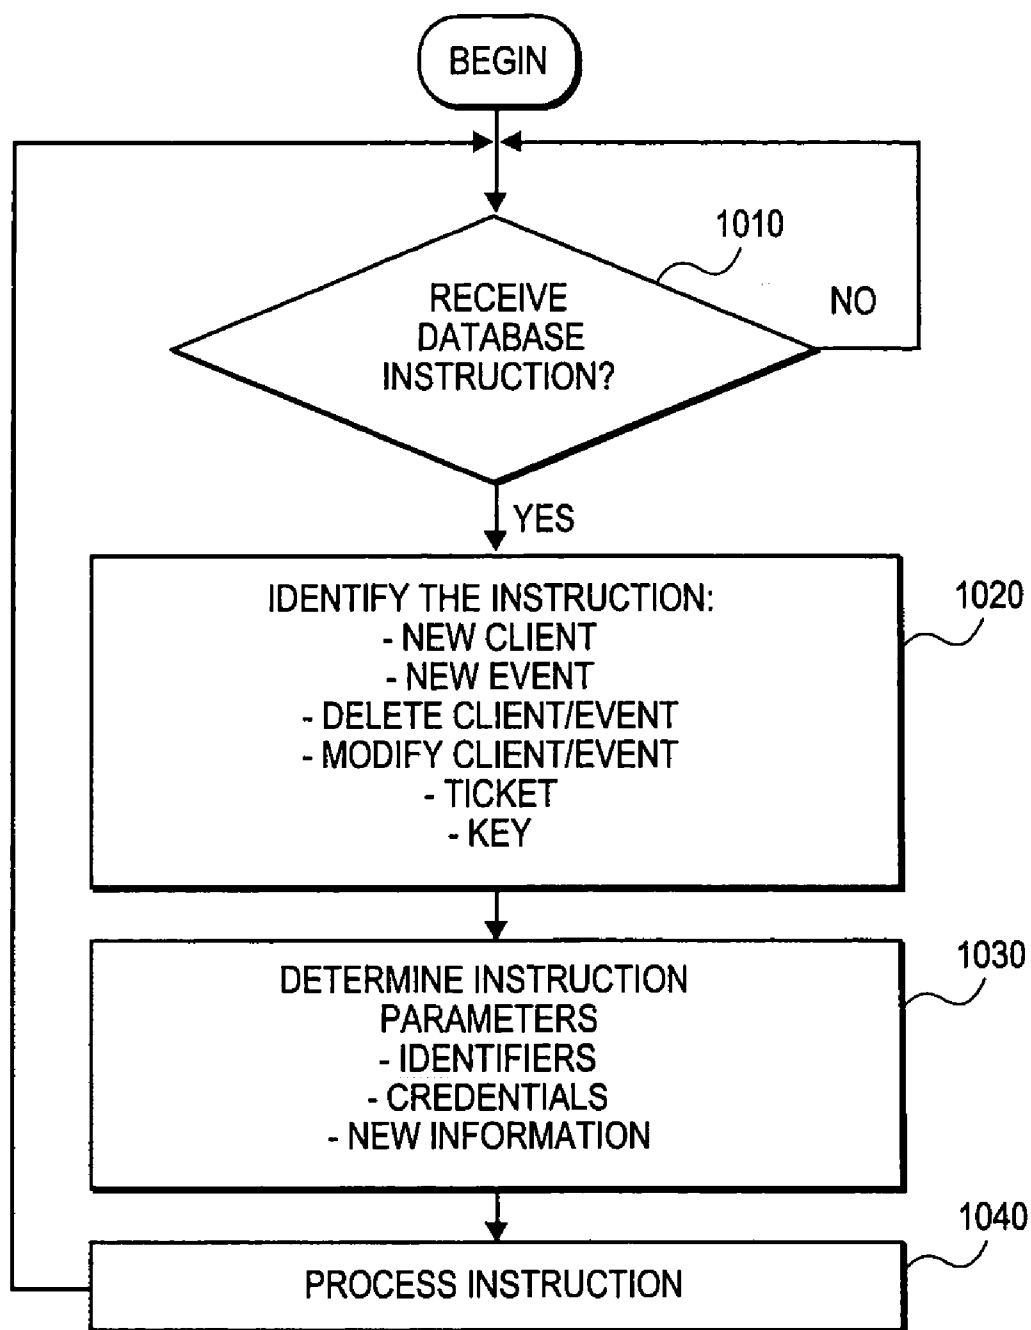 BEGIN
1010
RECEIVE
DATABASE
INSTRUCTION?
NO
YES
IDENTIFY THE INSTRUCTION:
- NEW CLIENT
- NEW EVENT
- DELETE CLIENT/EVENT
- MODIFY CLIENT/EVENT
- TICKET
- KEY
1020
DETERMINE INSTRUCTION
PARAMETERS
- IDENTIFIERS
- CREDENTIALS
- NEW INFORMATION
1030
PROCESS INSTRUCTION
1040